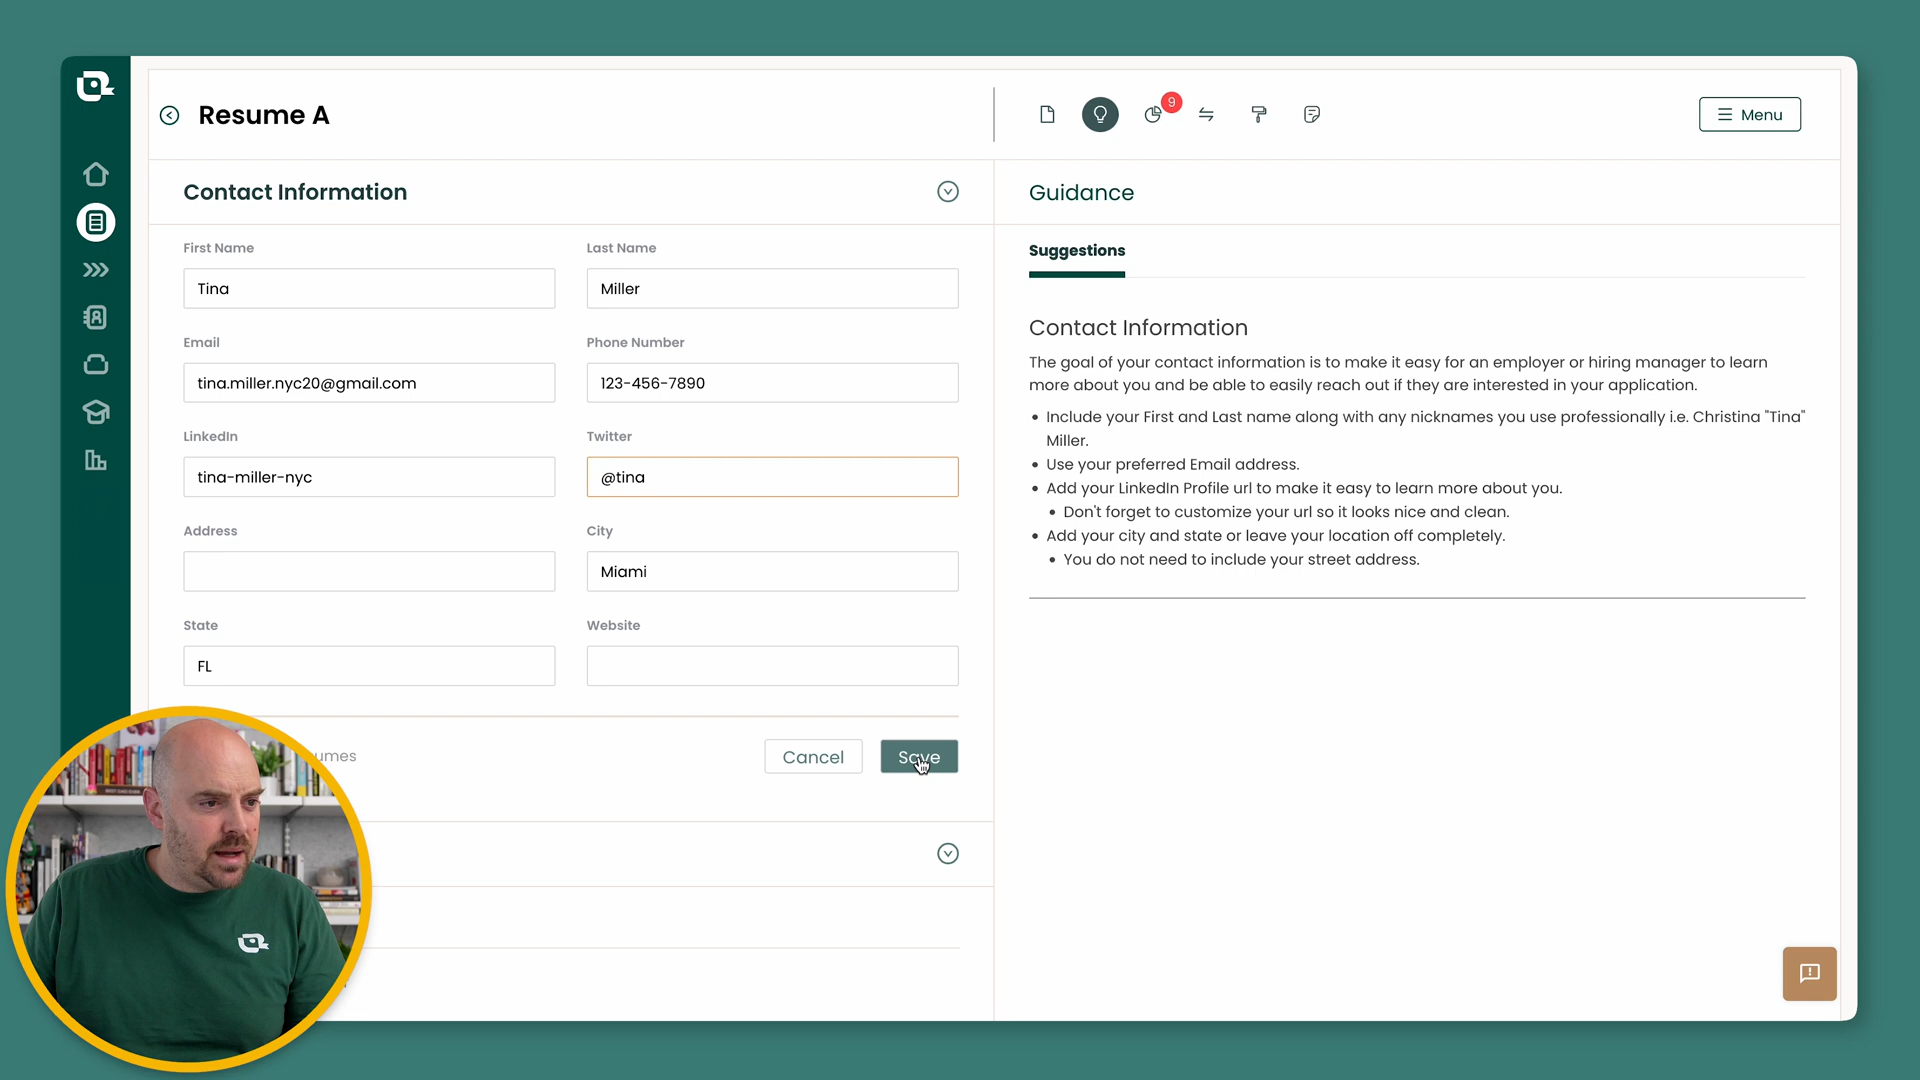 Resume A
9
Menu
Contact Information
First Name
Last Name
Tina
Miller
Email
Phone Number
tina.miller.nyc20@gmail.com
123-456-7890
LinkedIn
Twitter
tina-miller-nyc
@tina
Address
City
Miami
State
Website
FL
umes
Cancel
Save
Guidance
Suggestions
Contact Information
The goal of your contact information is to make it easy for an employer or hiring manager to learn
more about you and be able to easily reach out if they are interested in your application.
• Include your First and Last name along with any nicknames you use professionally i.e. Christina "Tina"
Miller.
• Use your preferred Email address.
• Add your LinkedIn Profile url to make it easy to learn more about you.
• Don't forget to customize your url so it looks nice and clean.
• Add your city and state or leave your location off completely.
• You do not need to include your street address.